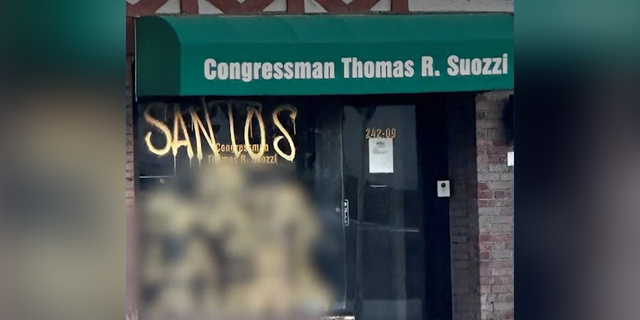 Congressman Thomas R. Suozzi
SANTOS
242-09
Congressman
Thomas R. Suozzi